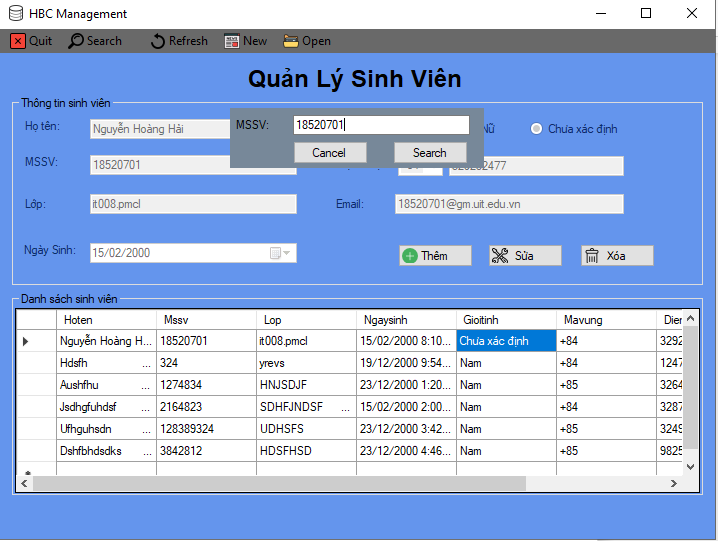 HBC Management
Quit Search Refresh New Open
Quản Lý Sinh Viên
Thông tin sinh viên
Họ tên: Nguyễn Hoàng Hải MSSV: 18520701 Nữ Chưa xác định
Cancel Search
MSSV: 18520701
Lớp: it008.pmcl Email: 18520701@gm.uit.edu.vn
Ngày Sinh: 15/02/2000 Thêm Sửa Xóa
Danh sách sinh viên
Hoten Mssv Lop Ngaysinh Gioitinh Mavung Dien
Nguyễn Hoàng H... 18520701 it008.pmcl 15/02/2000 8:10... Chưa xác định +84 3292
Hdsfh ... 324 yrevs 19/12/2000 9:54... Nam +84 1247
Aushfhu ... 1274834 HNJSDJF 23/12/2000 1:20... Nam +85 3264
Jsdhgfuhdsf ... 2164823 SDHFJNDSF ... 15/02/2000 2:00... Nam +84 3287
Ufhguhsdn ... 128389324 UDHSFS 23/12/2000 3:42... Nam +85 3249
Dshfbhdsdks ... 3842812 HDSFHSD 23/12/2000 4:46... Nam +85 9825